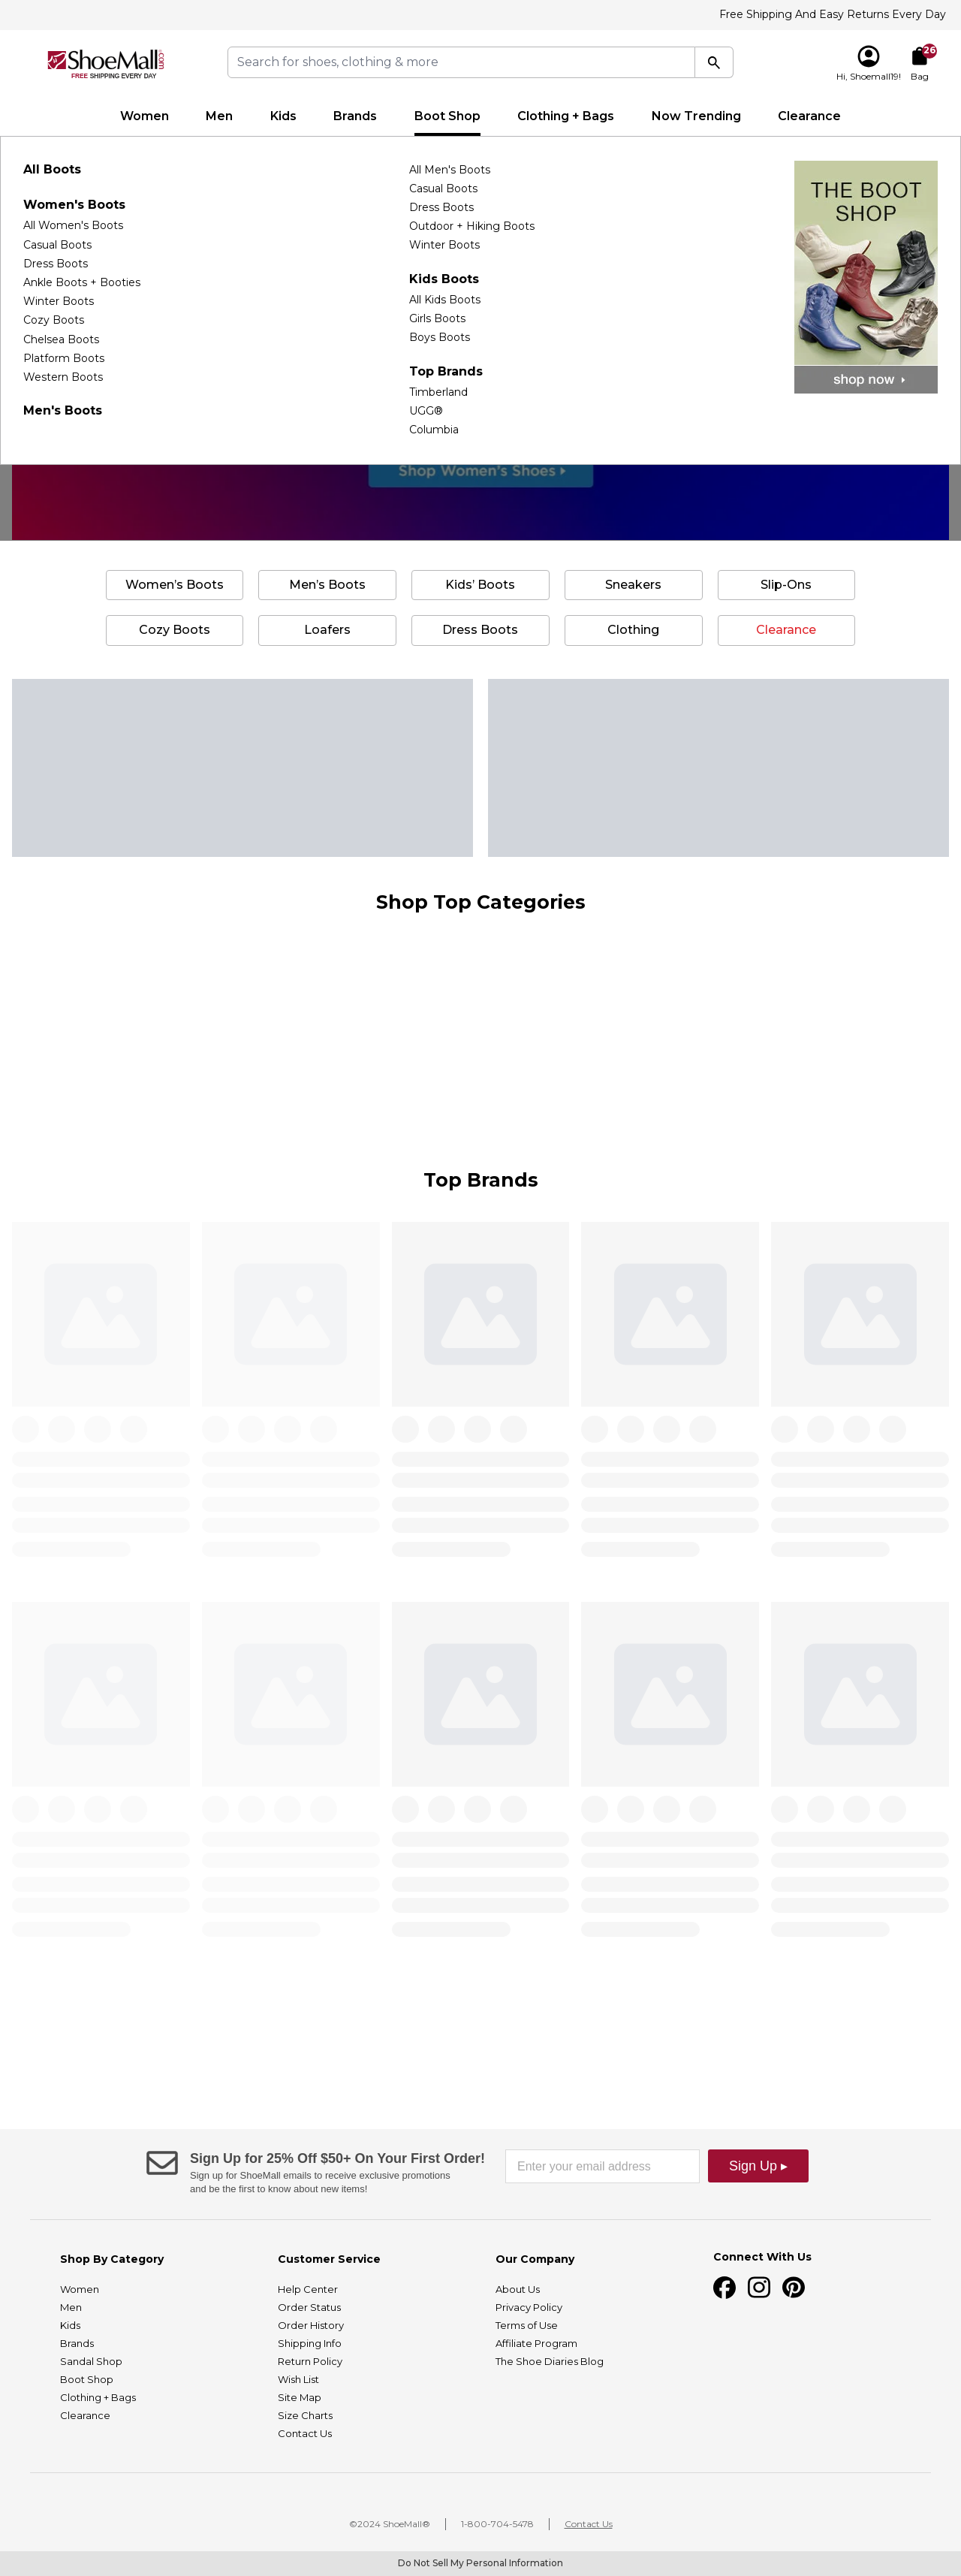 Free Shipping And Easy Returns Every Day
ShoeMall.com
FREE SHIPPING EVERY DAY
Search for shoes, clothing & more
Hi, Shoemall19!
26
Bag
Women
Men
Kids
Brands
Boot Shop
Clothing + Bags
Now Trending
Clearance
All Boots
Women's Boots
All Women's Boots
Casual Boots
Dress Boots
Ankle Boots + Booties
Winter Boots
Cozy Boots
Chelsea Boots
Platform Boots
Western Boots
Men's Boots
All Men's Boots
Casual Boots
Dress Boots
Outdoor + Hiking Boots
Winter Boots
Kids Boots
All Kids Boots
Girls Boots
Boys Boots
Top Brands
Timberland
UGG®
Columbia
THE BOOT
SHOP
shop now
Shop Women's Shoes
Women's Boots
Men's Boots
Kids' Boots
Sneakers
Slip-Ons
Cozy Boots
Loafers
Dress Boots
Clothing
Clearance
Shop Top Categories
Top Brands
Sign Up for 25% Off $50+ On Your First Order!
Sign up for ShoeMall emails to receive exclusive promotions
and be the first to know about new items!
Enter your email address
Sign Up ▸
Shop By Category
Women
Men
Kids
Brands
Sandal Shop
Boot Shop
Clothing + Bags
Clearance
Customer Service
Help Center
Order Status
Order History
Shipping Info
Return Policy
Wish List
Site Map
Size Charts
Contact Us
Our Company
About Us
Privacy Policy
Terms of Use
Affiliate Program
The Shoe Diaries Blog
Connect With Us
©2024 ShoeMall®
1-800-704-5478
Contact Us
Do Not Sell My Personal Information